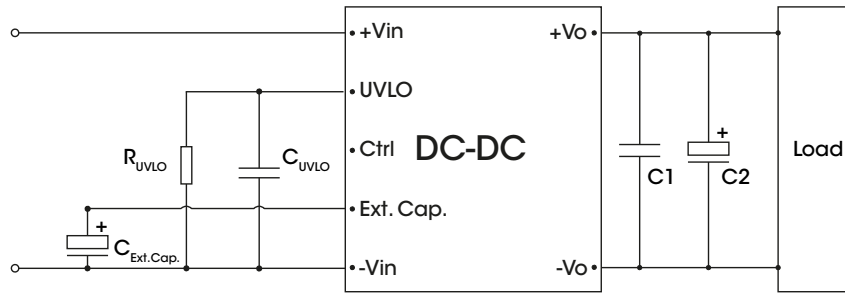 +Vin
+Vo
UVLO
R_UVLO
C_UVLO
Ctrl
DC-DC
+
C1
C2
Load
Ext. Cap.
+
C_Ext.Cap.
-Vin
-Vo